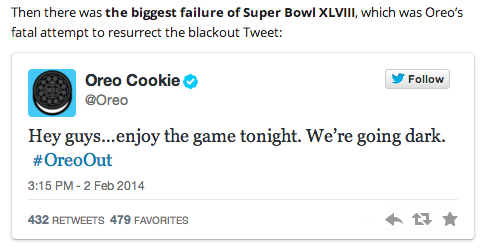 Then there was the biggest failure of Super Bowl XLVIII, which was Oreo's
fatal attempt to resurrect the blackout Tweet:
OREO
Oreo Cookie
@Oreo
Follow
Hey guys...enjoy the game tonight. We're going dark.
#OreoOut
3:15 PM - 2 Feb 2014
432 RETWEETS 479 FAVORITES